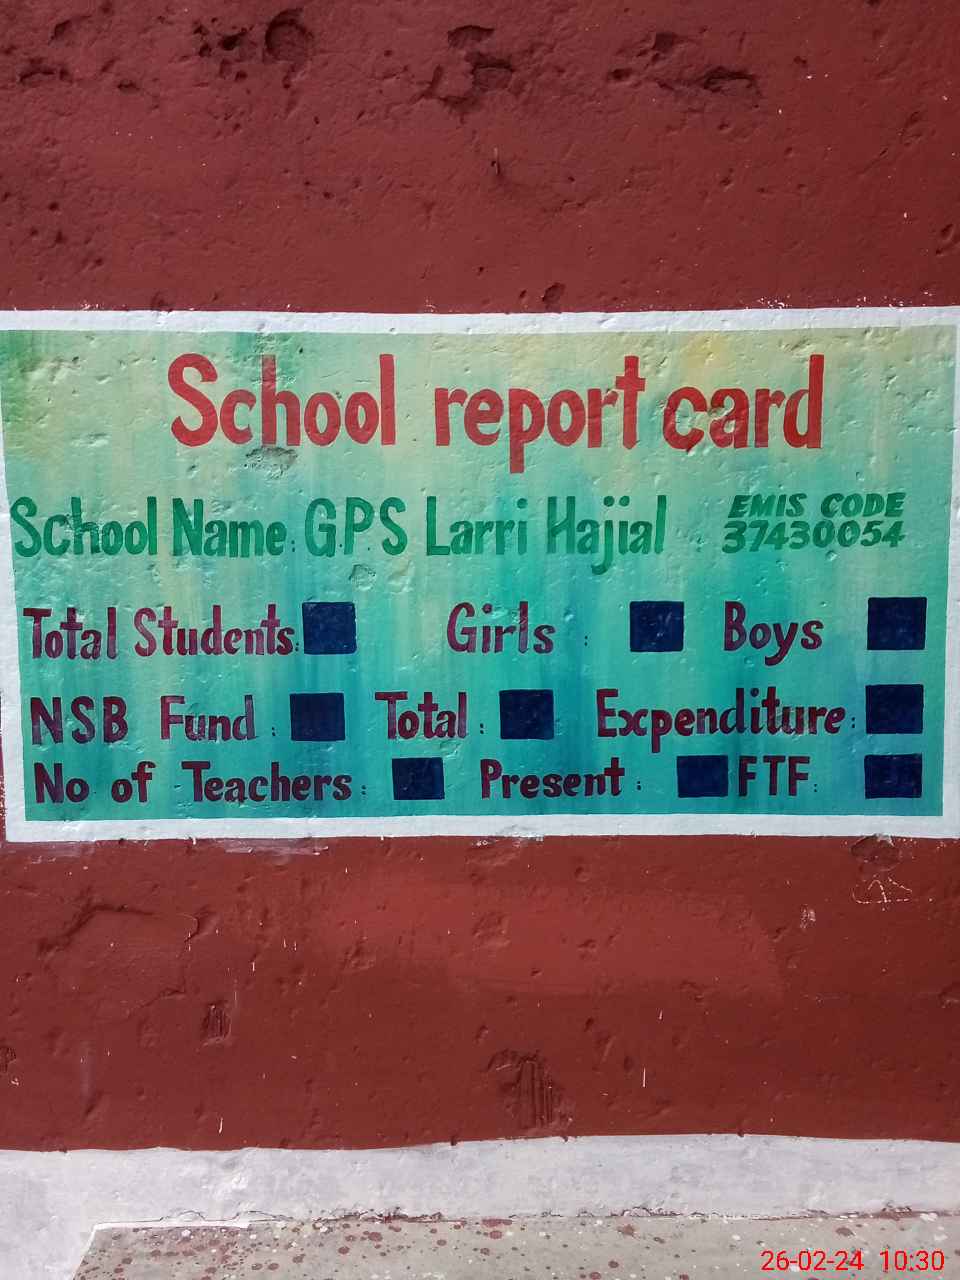 School report card
School Name: G.P.S Larri Hajial
EMIS CODE
37430054
Total Students: Girls : Boys
NSB Fund : Total : Expenditure :
No of Teachers : Present : FTF :
26-02-24 10:30